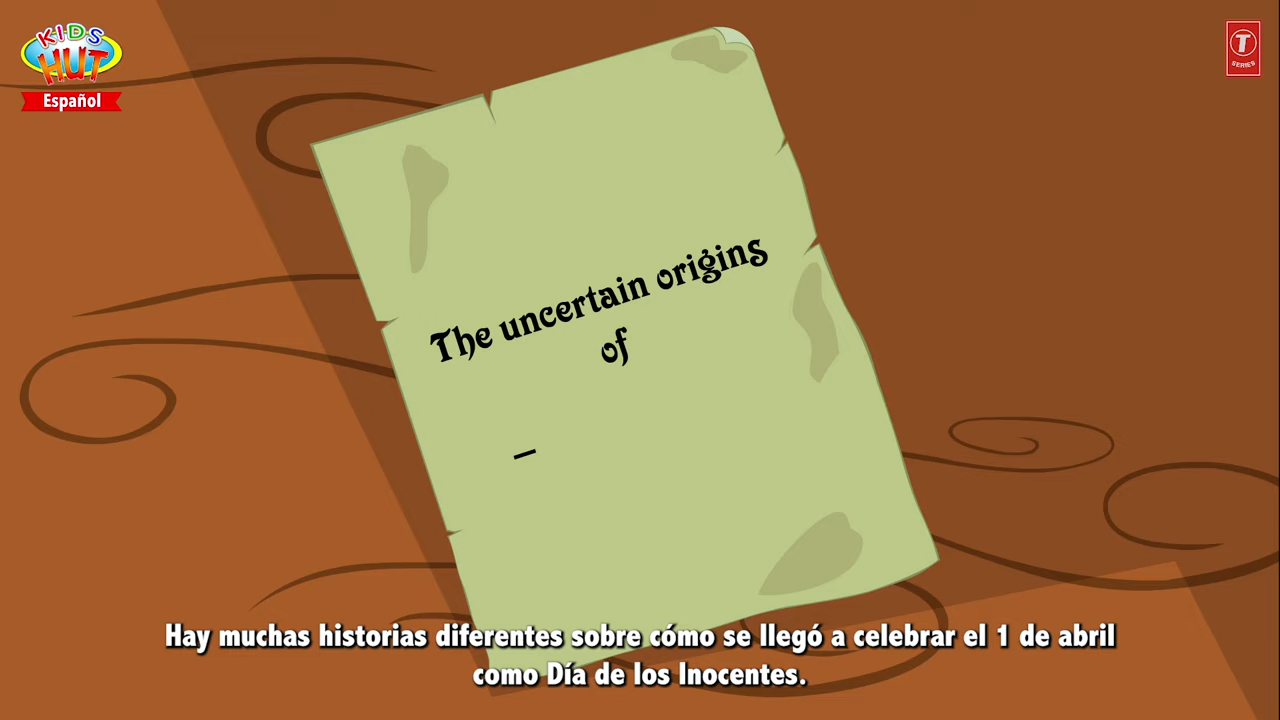 KIDS
HUT
Español
T
SERIES
The uncertain origins
of
–
Hay muchas historias diferentes sobre cómo se llegó a celebrar el 1 de abril
como Día de los Inocentes.